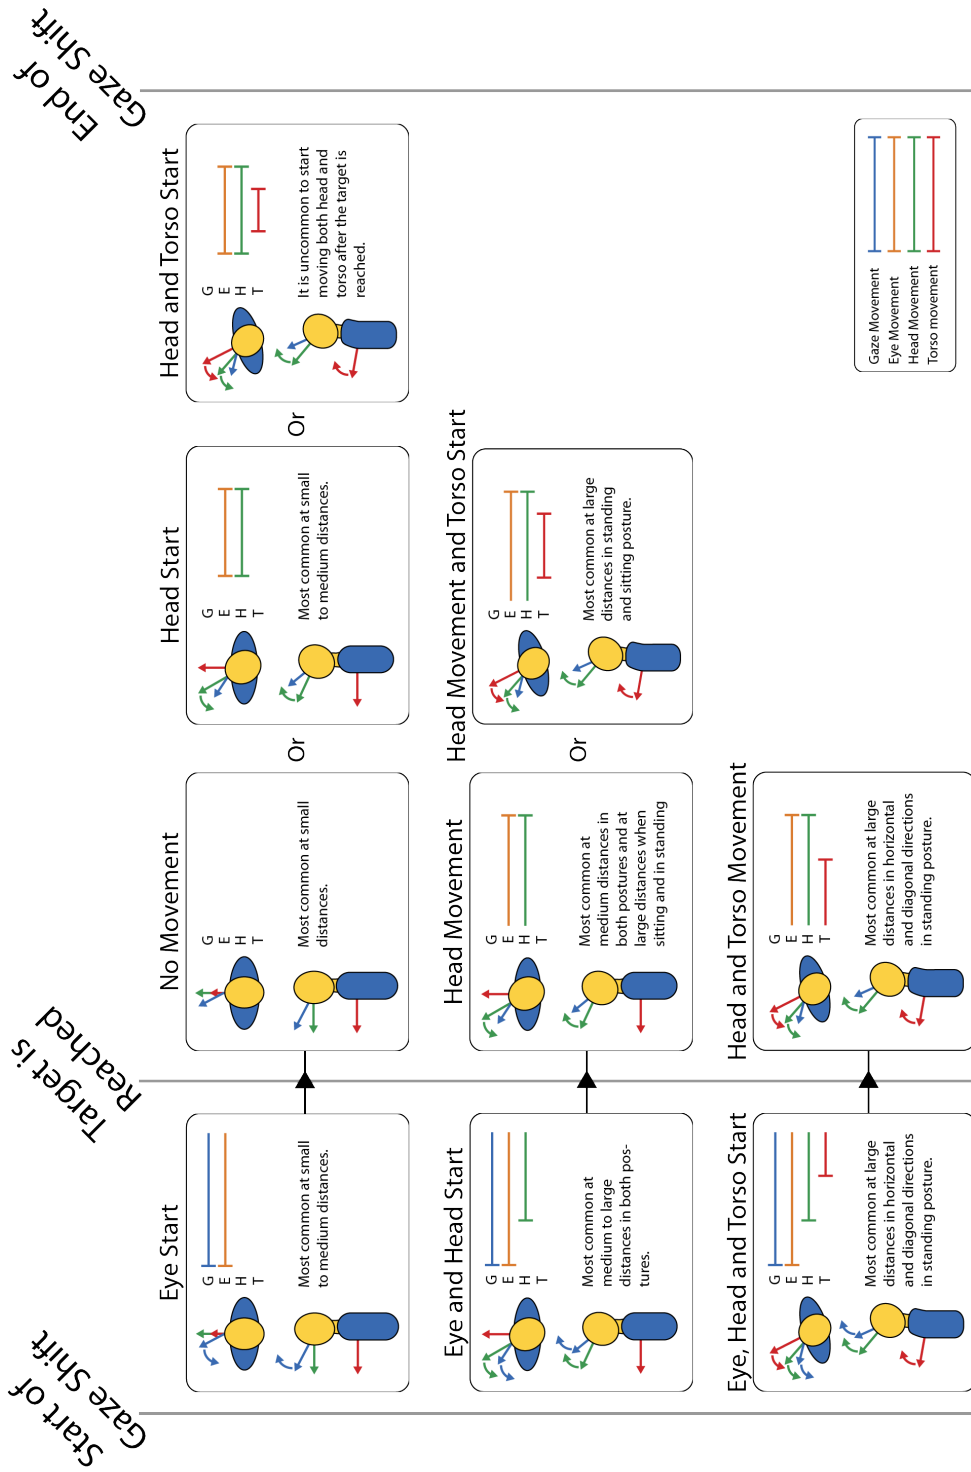 Start of
Gaze Shift
Target is
Reached
End of
Gaze Shift
Eye Start
G
E
H
T
Most common at small
to medium distances.
No Movement
G
E
H
T
Most common at small
distances.
Or
Head Start
G
E
H
T
Most common at small
to medium distances.
Or
Head and Torso Start
G
E
H
T
It is uncommon to start
moving both head and
torso after the target is
reached.
Eye and Head Start
G
E
H
T
Most common at
medium to large
distances in both pos-
tures.
Head Movement
G
E
H
T
Most common at
medium distances in
both postures and at
large distances when
sitting and in standing
Or
Head Movement and Torso Start
G
E
H
T
Most common at large
distances in standing
and sitting posture.
Eye, Head and Torso Start
G
E
H
T
Most common at large
distances in horizontal
and diagonal directions
in standing posture.
Head and Torso Movement
G
E
H
T
Most common at large
distances in horizontal
and diagonal directions
in standing posture.
Gaze Movement
Eye Movement
Head Movement
Torso movement